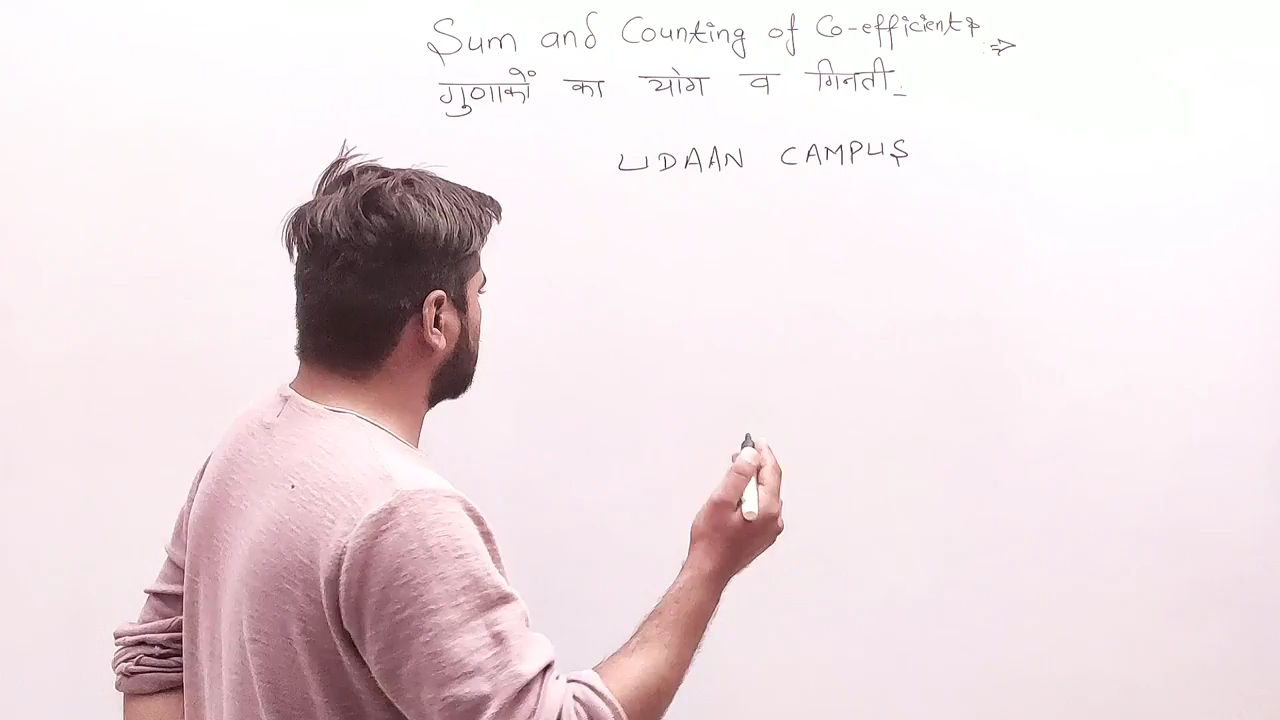 Sum and Counting of Co-efficients ⇒
गुणाकों का योग व गिनती
UDAAN CAMPUS